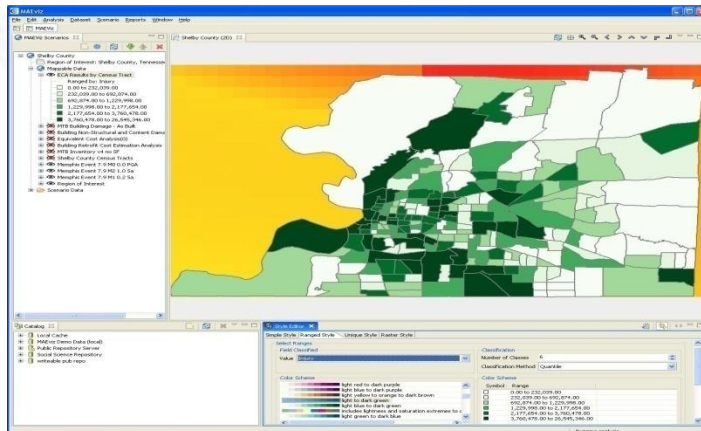 MAEviz
File Edit Analysis Dataset Scenario Reports Window Help
MAEviz
MAEviz Scenarios
Shelby County
Region of Interest: Shelby County, Tennessee
Mappable Data
ECA Results by Census Tract
Ranged by: Injury
0.00 to 232,039.00
232,039.00 to 692,874.00
692,874.00 to 1,229,998.00
1,229,998.00 to 2,177,654.00
2,177,654.00 to 3,760,478.00
3,760,478.00 to 26,545,346.00
MTB Building Damage - As Built
Building Non-Structural and Content Dama
Equivalent Cost Analysis(0)
Building Retrofit Cost Estimation Analysis
MTB Inventory v4 no SF
Shelby County Census Tracts
Memphis Event 7.9 M0 0.0 PGA
Memphis Event 7.9 M2 1.0 Sa
Memphis Event 7.9 M1 0.2 Sa
Region of Interest
Scenario Data
Shelby County (2D)
Catalog
Local Cache
MAEviz Demo Data (local)
Public Repository Server
Social Science Repository
writeable pub repo
Style Editor
Simple Style Ranged Style Unique Style Raster Style
Select Ranges
Field Classified
Value Injury
Color Scheme
light red to dark purple
light blue to dark purple
light yellow to orange to dark brown
light to dark green
light blue to dark green
includes lightness and saturation extremes to a
light green to dark blue
Classification
Number of Classes 6
Classification Method Quantile
Color Scheme
Symbol Range
0.00 to 232,039.00
232,039.00 to 692,874.00
692,874.00 to 1,229,998.00
1,229,998.00 to 2,177,654.00
2,177,654.00 to 3,760,478.00
3,760,478.00 to 26,545,346.00